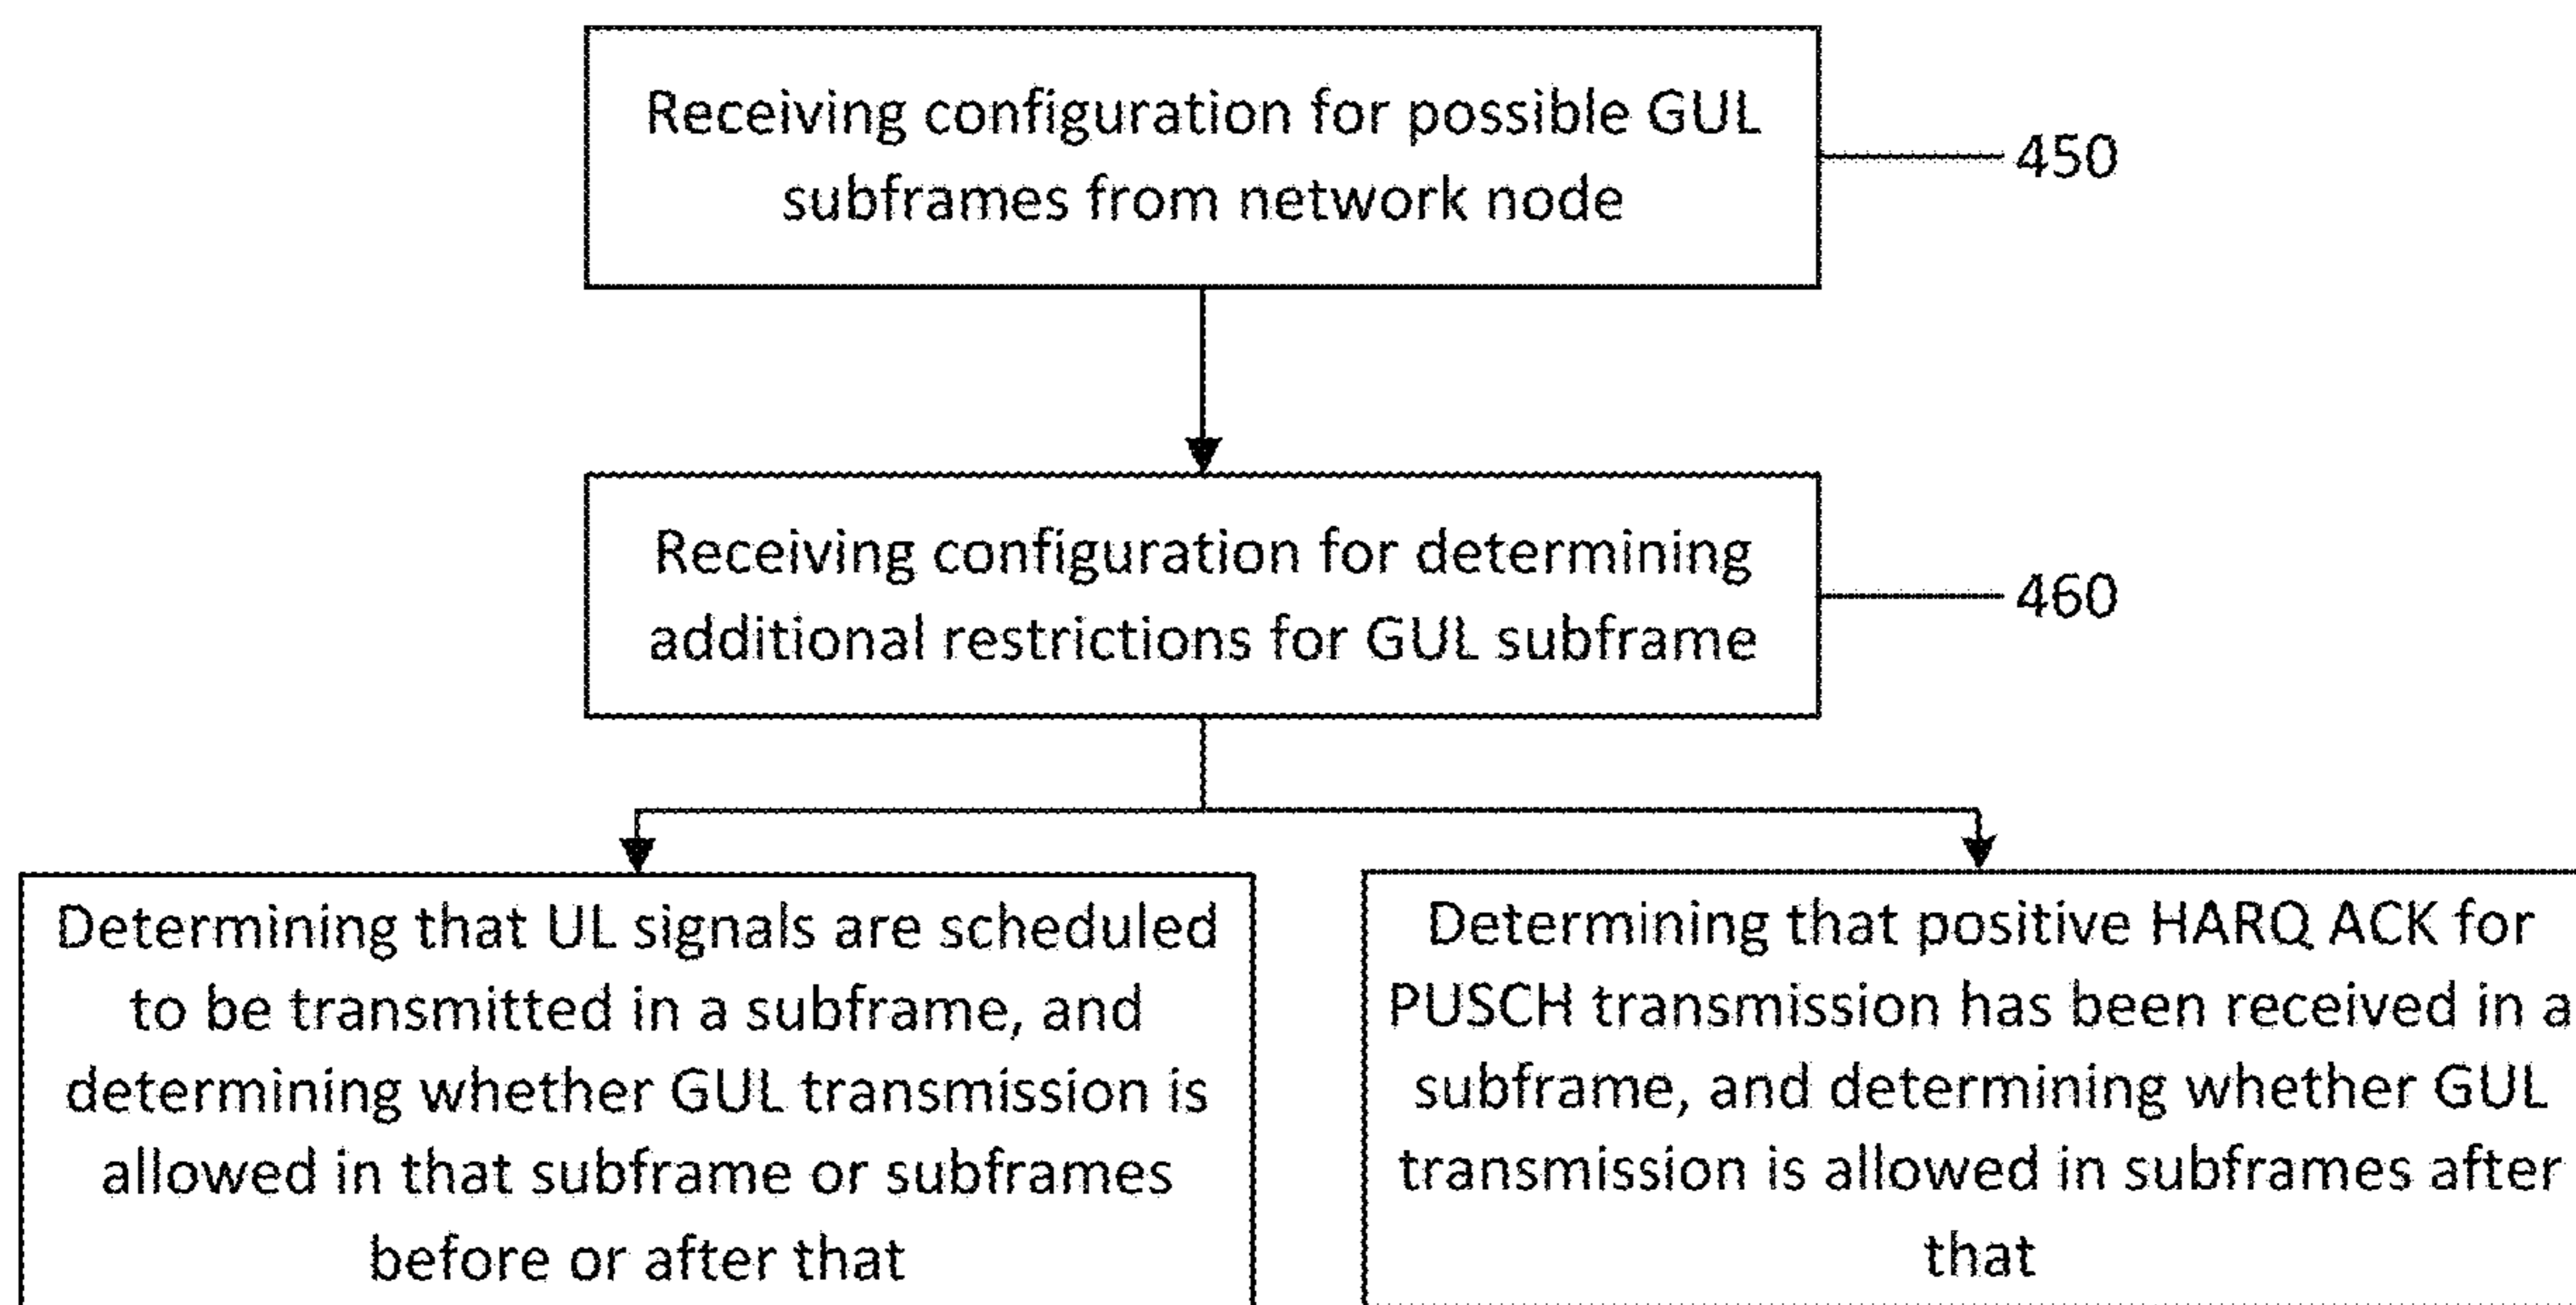 Receiving configuration for possible GUL
subframes from network node
450
Receiving configuration for determining
additional restrictions for GUL subframe
460
Determining that UL signals are scheduled
to be transmitted in a subframe, and
determining whether GUL transmission is
allowed in that subframe or subframes
before or after that
Determining that positive HARQ ACK for
PUSCH transmission has been received in a
subframe, and determining whether GUL
transmission is allowed in subframes after
that